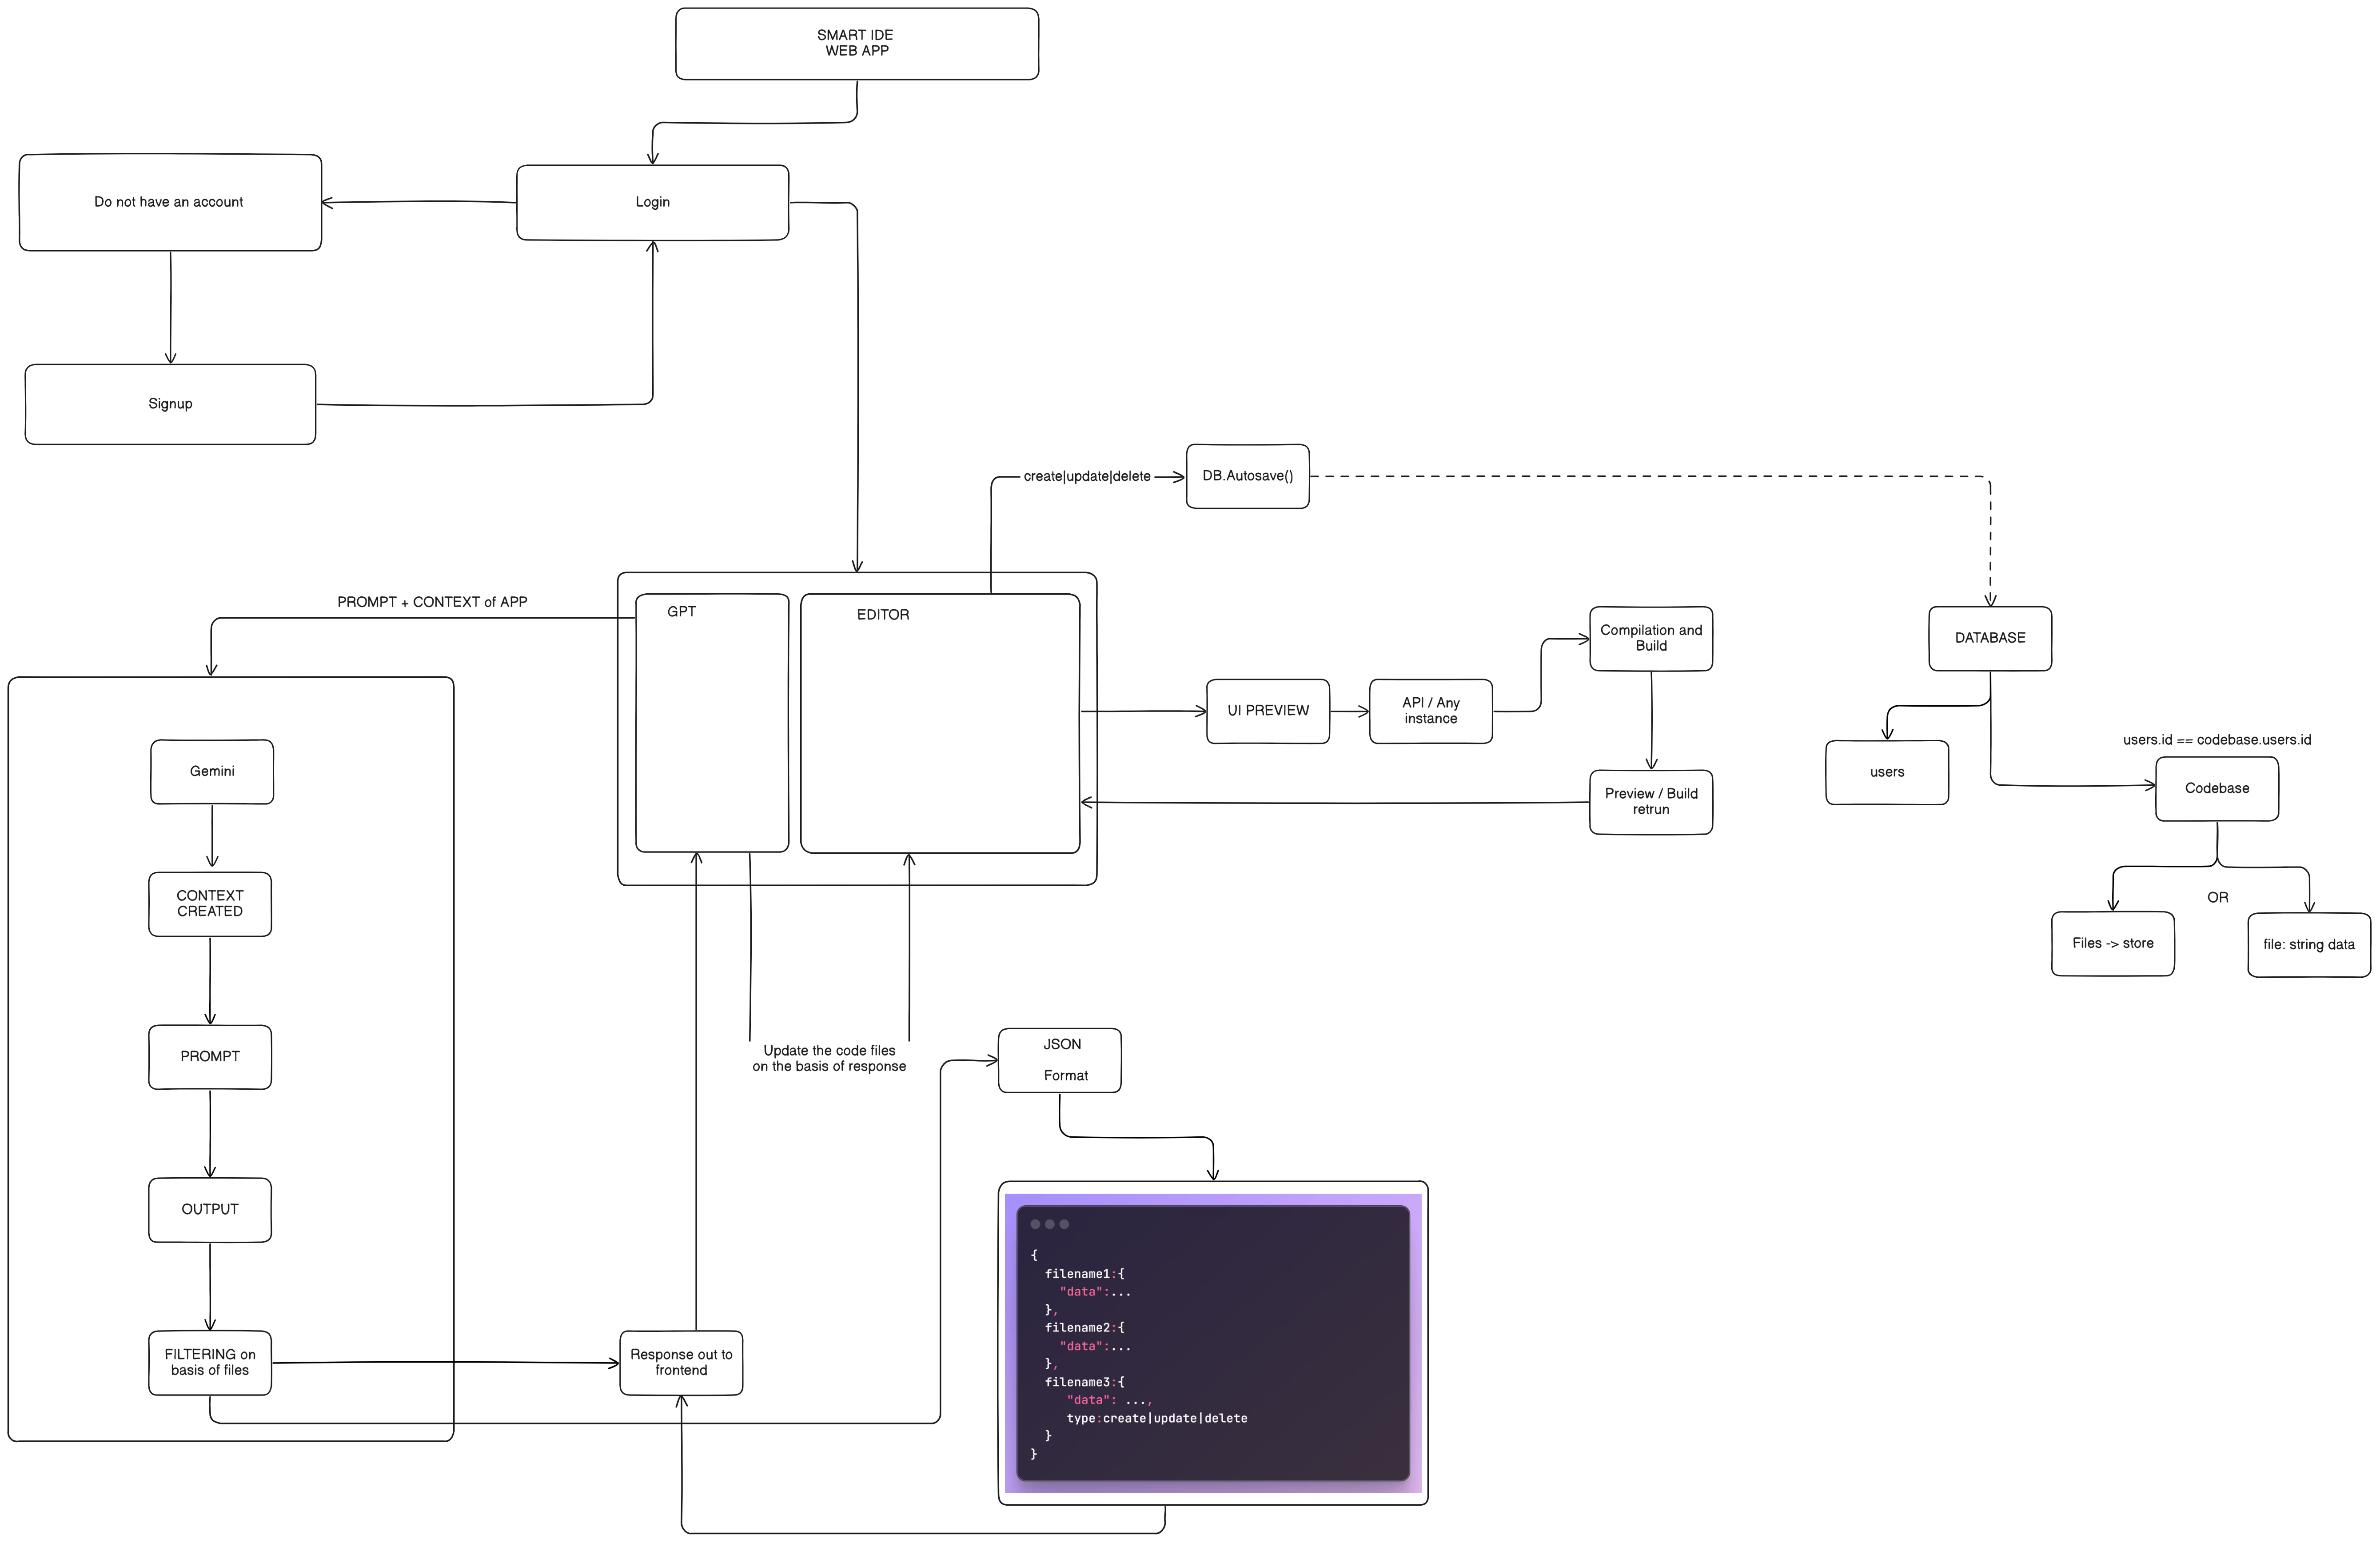 SMART IDE
WEB APP
Do not have an account
Login
Signup
create|update|delete
DB.Autosave()
PROMPT + CONTEXT of APP
GPT
EDITOR
Compilation and
Build
DATABASE
UI PREVIEW
API / Any
instance
users.id == codebase.users.id
Gemini
users
Codebase
Preview / Build
retrun
CONTEXT
CREATED
OR
Files -> store
file: string data
PROMPT
Update the code files
on the basis of response
JSON
Format
OUTPUT
{
filename1:{
"data":...
},
filename2:{
"data":...
},
filename3:{
"data": ...,
type:create|update|delete
}
}
FILTERING on
basis of files
Response out to
frontend